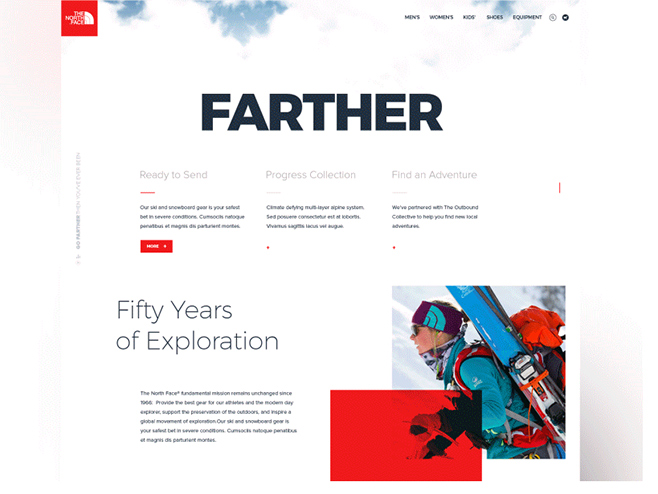 THE
NORTH
FACE
MEN'S WOMEN'S KIDS' SHOES EQUIPMENT
FARTHER
GO FARTHER THEN YOU'VE EVER BEEN
Ready to Send
Our ski and snowboard gear is your safest
bet in severe conditions. Cumsociis natoque
penatibus et magnis dis parturient montes.
MORE +
Progress Collection
Climate defying multi-layer alpine system.
Sed posuere consectetur est at lobortis.
Vivamus sagittis lacus vel augue.
+
Find an Adventure
We've partnered with The Outbound
Collective to help you find new local
adventures.
+
Fifty Years
of Exploration
The North Face® fundamental mission remains unchanged since
1966: Provide the best gear for our athletes and the modern day
explorer, support the preservation of the outdoors, and inspire a
global movement of exploration.Our ski and snowboard gear is
your safest bet in severe conditions. Cumsociis natoque penatibus
et magnis dis parturient montes.